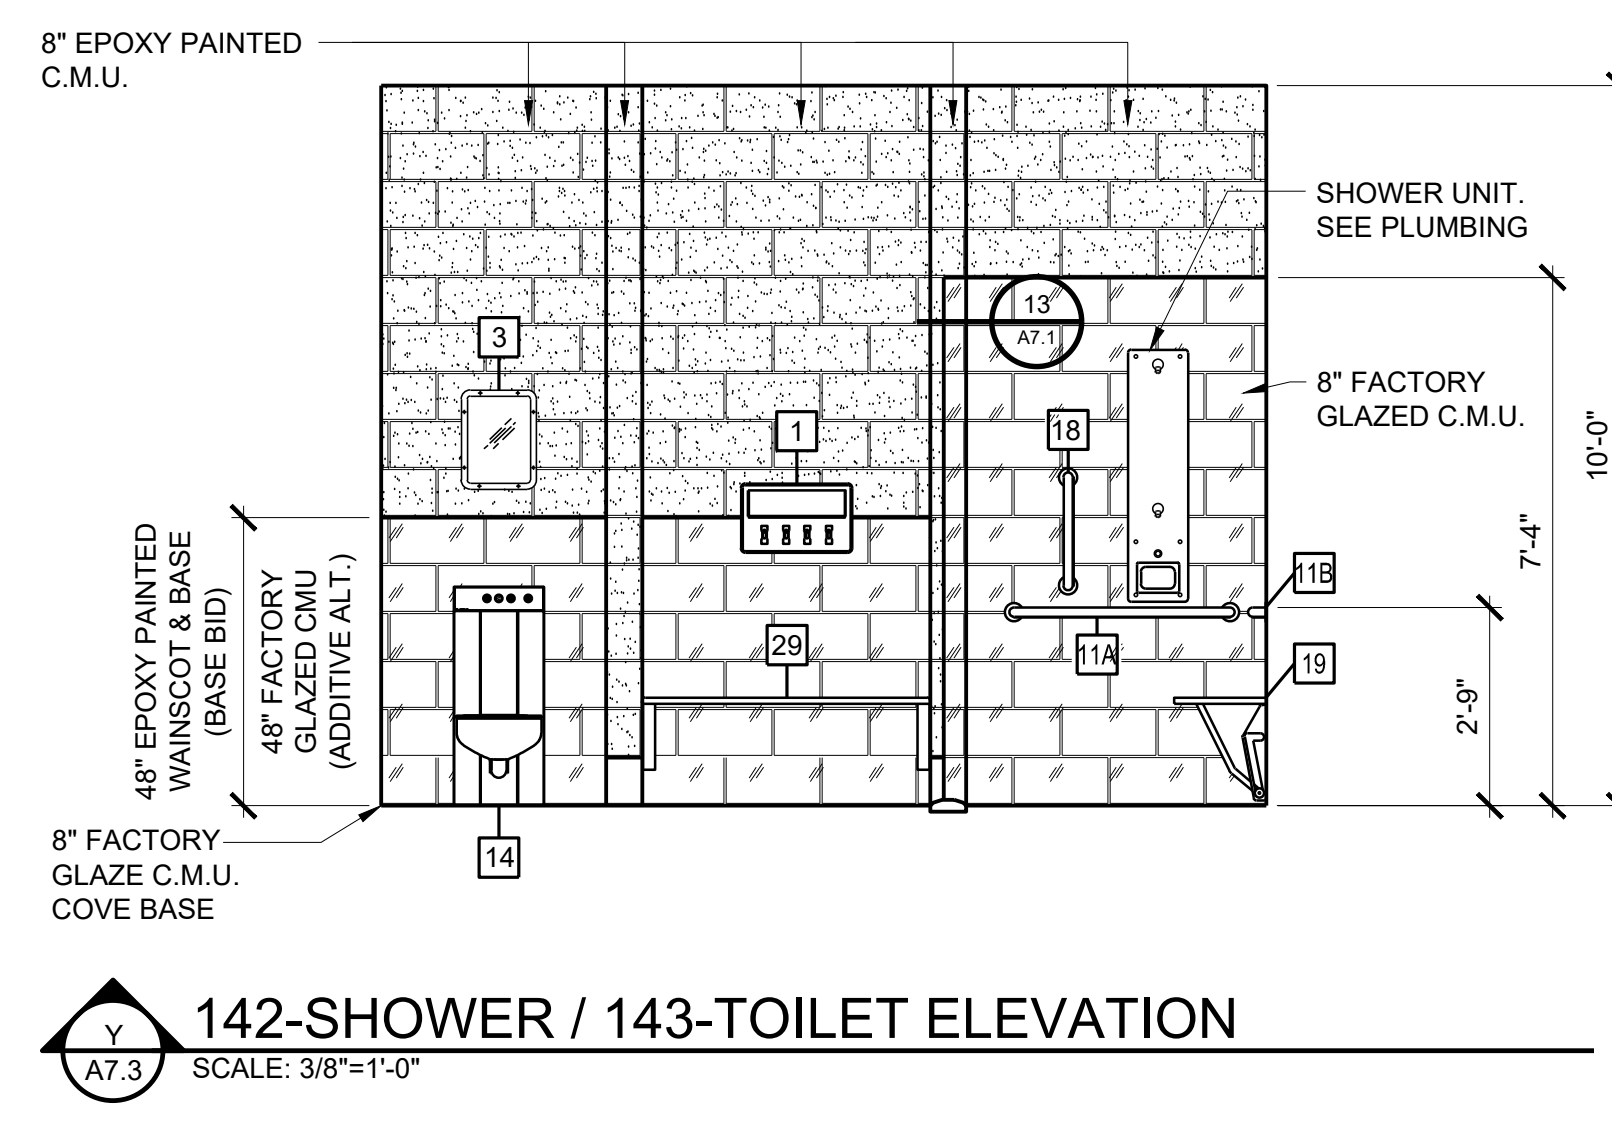 8" EPOXY PAINTED
C.M.U.
SHOWER UNIT.
SEE PLUMBING
13
A7.1
3
8" FACTORY
GLAZED C.M.U.
1
18
10'-0"
7'-4"
48" EPOXY PAINTED
WAINSCOT & BASE
(BASE BID)
48" FACTORY
GLAZED CMU
(ADDITIVE ALT.)
11B
29
11A
19
2'-9"
8" FACTORY
GLAZE C.M.U.
COVE BASE
14
Y
A7.3
142-SHOWER / 143-TOILET ELEVATION
SCALE: 3/8"=1'-0"